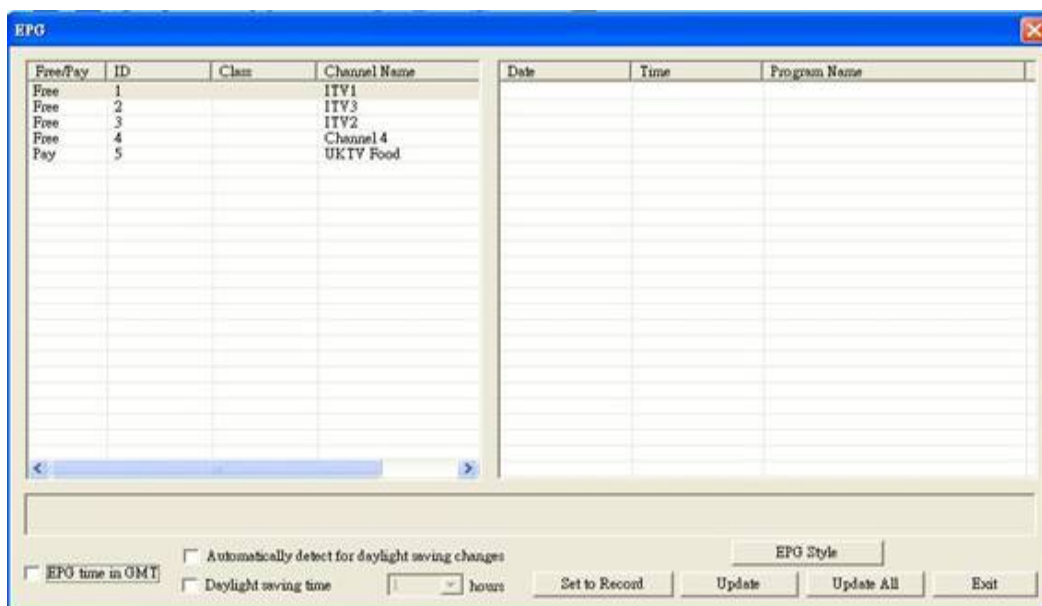 EPG
Free/Pay ID Class Channel Name Date Time Program Name
Free 1 ITV1
Free 2 ITV3
Free 3 ITV2
Free 4 Channel 4
Pay 5 UKTV Food
Automatically detect for daylight saving changes EPG Style
EPG time in GMT
Daylight saving time 1 hours Set to Record Update Update All Exit